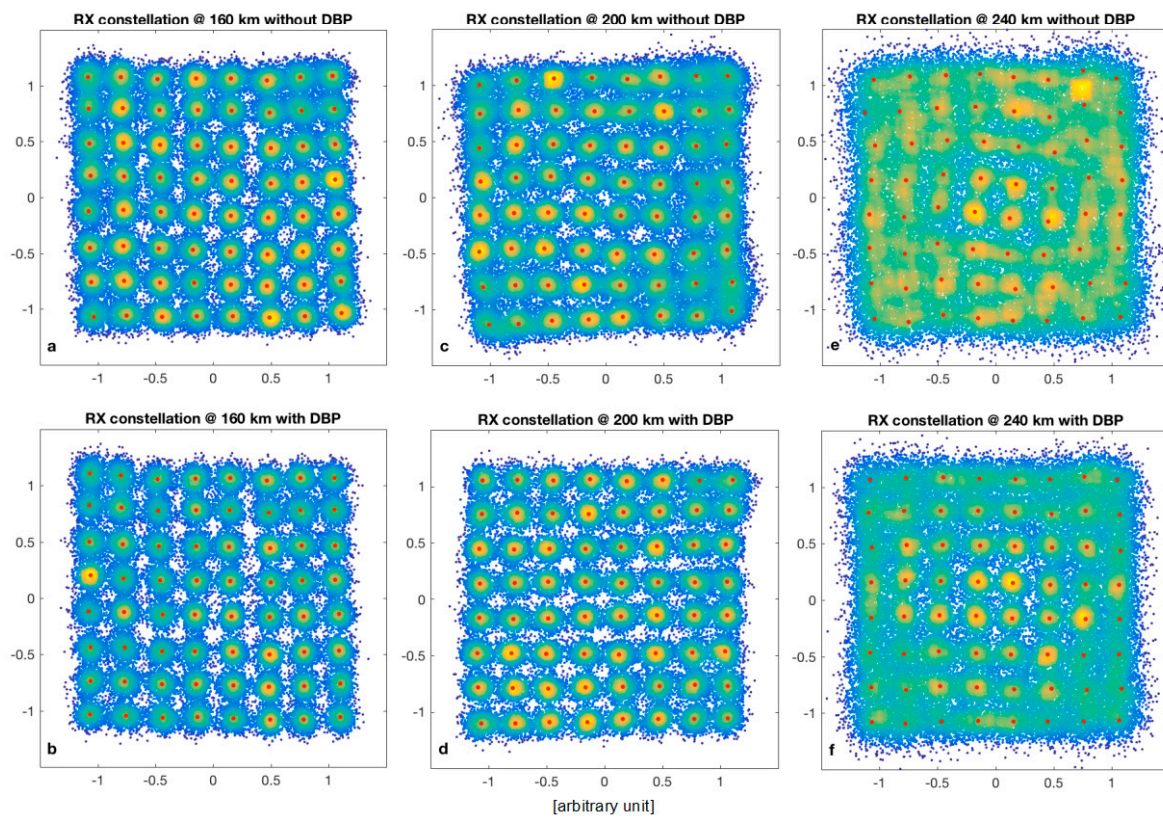 RX constellation @ 160 km without DBP
RX constellation @ 200 km without DBP
RX constellation @ 240 km without DBP
1
0.5
0
-0.5
-1
a
-1 -0.5 0 0.5 1
1
0.5
0
-0.5
-1
c
-1 -0.5 0 0.5 1
1
0.5
0
-0.5
-1
e
-1 -0.5 0 0.5 1
RX constellation @ 160 km with DBP
RX constellation @ 200 km with DBP
RX constellation @ 240 km with DBP
1
0.5
0
-0.5
-1
b
-1 -0.5 0 0.5 1
1
0.5
0
-0.5
-1
d
-1 -0.5 0 0.5 1
1
0.5
0
-0.5
-1
f
-1 -0.5 0 0.5 1
[arbitrary unit]